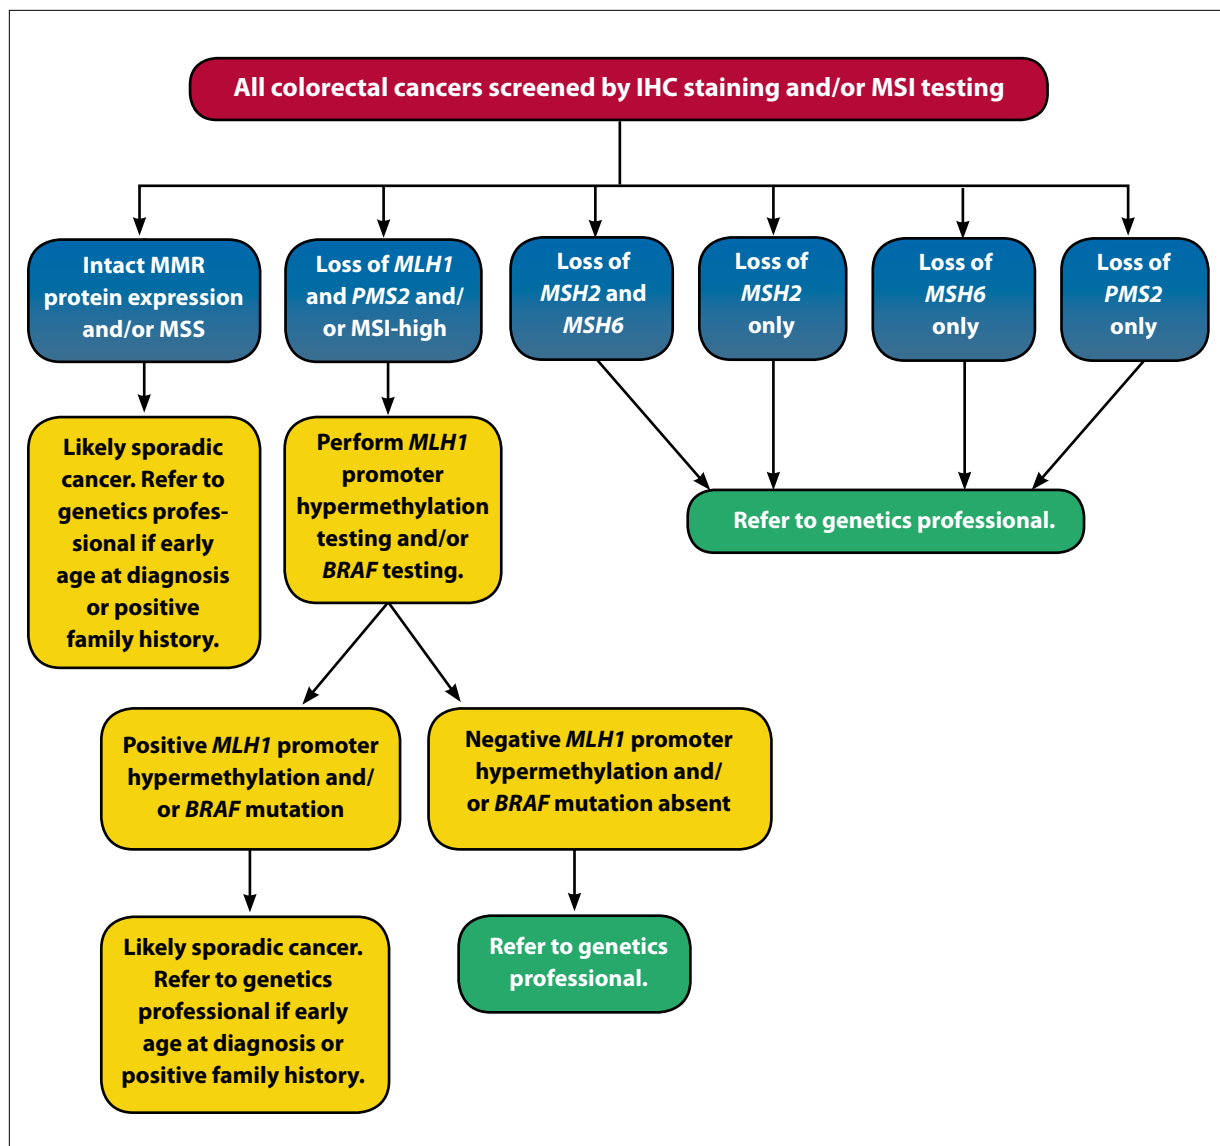 All colorectal cancers screened by IHC staining and/or MSI testing
Intact MMR
protein expression
and/or MSS
Loss of MLH1
and PMS2 and/
or MSI-high
Loss of
MSH2 and
MSH6
Loss of
MSH2
only
Loss of
MSH6
only
Loss of
PMS2
only
Likely sporadic
cancer. Refer to
genetics profes-
sional if early
age at diagnosis
or positive
family history.
Perform MLH1
promoter
hypermethylation
testing and/or
BRAF testing.
Refer to genetics professional.
Positive MLH1 promoter
hypermethylation and/
or BRAF mutation
Negative MLH1 promoter
hypermethylation and/
or BRAF mutation absent
Likely sporadic cancer.
Refer to genetics
professional if early
age at diagnosis or
positive family history.
Refer to genetics
professional.